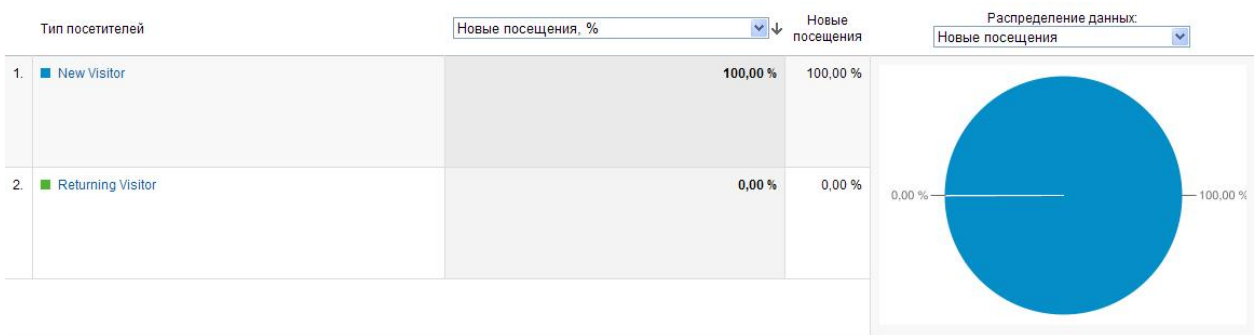 Тип посетителей
Новые посещения, %
Новые
посещения
Распределение данных:
Новые посещения
1. New Visitor 100,00 % 100,00 %
2. Returning Visitor 0,00 % 0,00 %
0,00 % 100,00 %